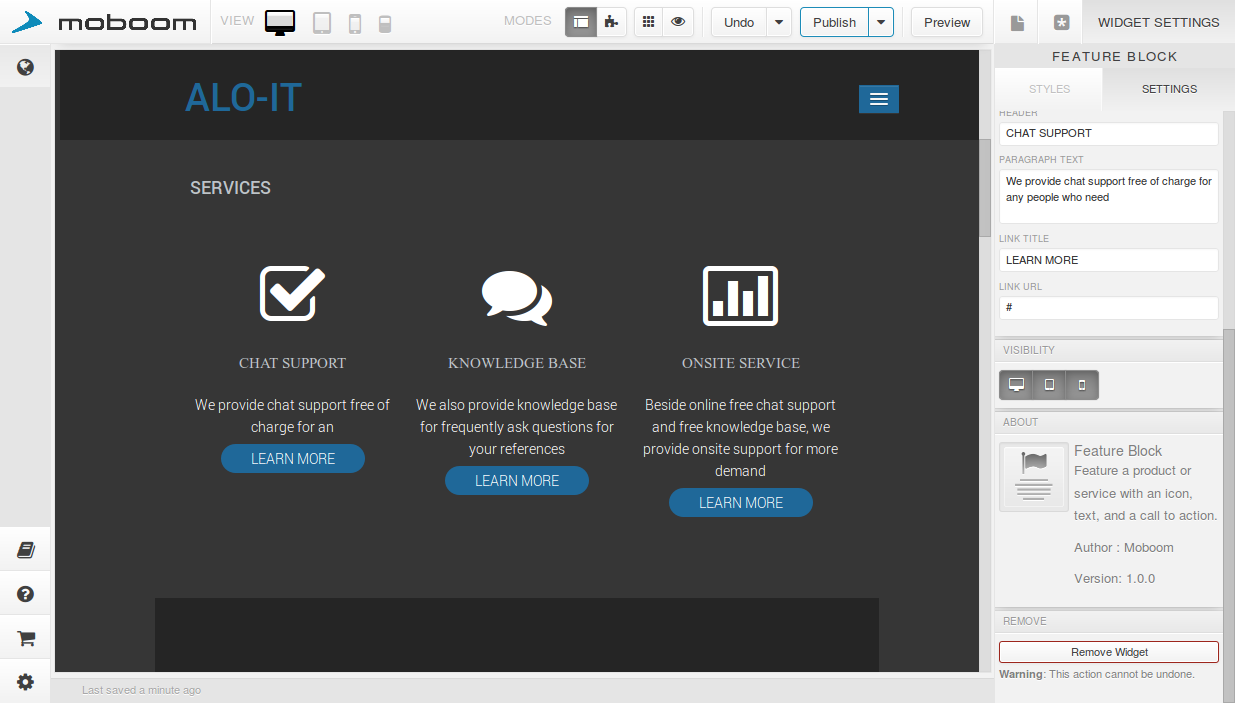 moboom
VIEW
MODES
Undo
Publish
Preview
WIDGET SETTINGS
FEATURE BLOCK
STYLES
SETTINGS
ALO-IT
SERVICES
CHAT SUPPORT
We provide chat support free of
charge for an
LEARN MORE
KNOWLEDGE BASE
We also provide knowledge base
for frequently ask questions for
your references
LEARN MORE
ONSITE SERVICE
Beside online free chat support
and free knowledge base, we
provide onsite support for more
demand
LEARN MORE
HEADER
CHAT SUPPORT
PARAGRAPH TEXT
We provide chat support free of charge for
any people who need
LINK TITLE
LEARN MORE
LINK URL
#
VISIBILITY
ABOUT
Feature Block
Feature a product or
service with an icon,
text, and a call to action.
Author : Moboom
Version: 1.0.0
REMOVE
Remove Widget
Warning: This action cannot be undone.
Last saved a minute ago